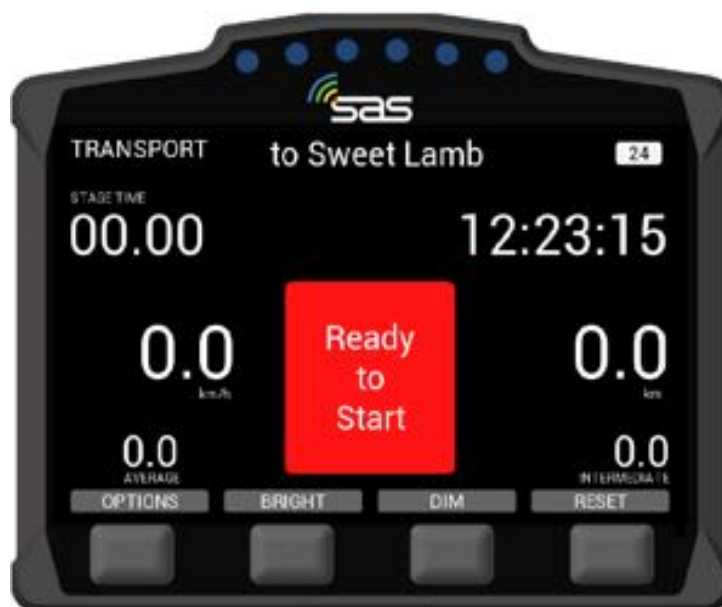 sas
TRANSPORT to Sweet Lamb 24
STAGE TIME
00.00 12:23:15
0.0 km/h
Ready
to
Start
0.0 km
0.0
AVERAGE
0.0
INTERMEDIATE
OPTIONS BRIGHT DIM RESET